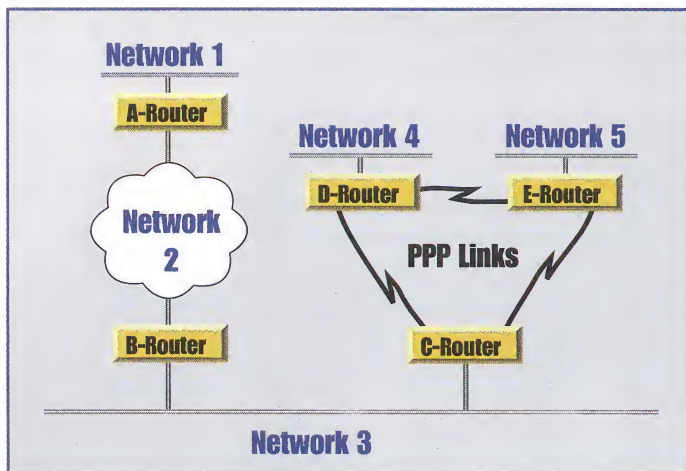 Network 1
A-Router
Network 4
Network 5
D-Router
E-Router
Network
2
PPP Links
B-Router
C-Router
Network 3